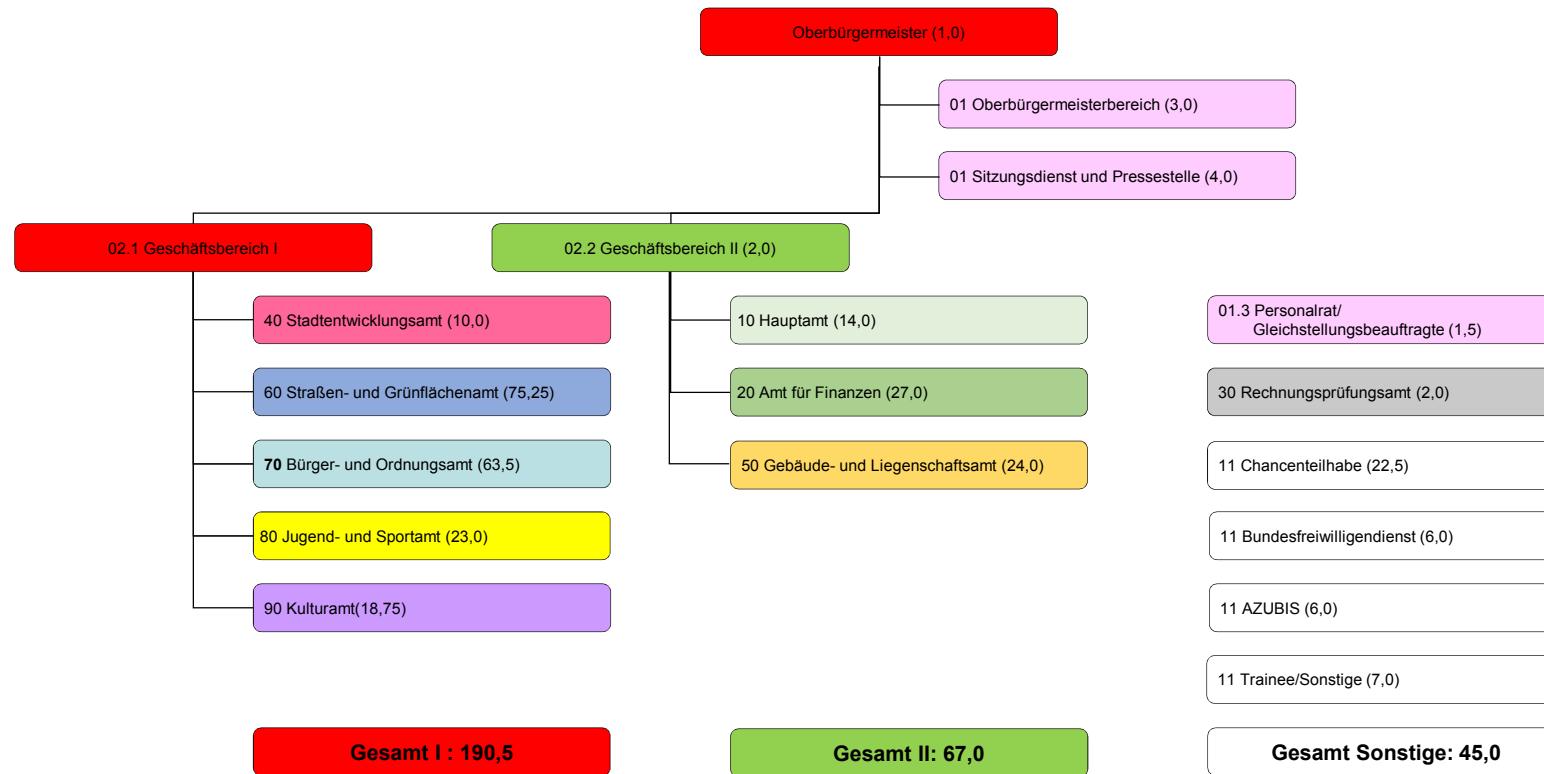 Oberbürgermeister (1,0)
01 Oberbürgermeisterbereich (3,0)
01 Sitzungsdienst und Pressestelle (4,0)
02.1 Geschäftsbereich I
02.2 Geschäftsbereich II (2,0)
40 Stadtentwicklungsamt (10,0)
60 Straßen- und Grünflächenamt (75,25)
70 Bürger- und Ordnungsamt (63,5)
80 Jugend- und Sportamt (23,0)
90 Kulturamt(18,75)
10 Hauptamt (14,0)
20 Amt für Finanzen (27,0)
50 Gebäude- und Liegenschaftsamt (24,0)
01.3 Personalrat/
Gleichstellungsbeauftragte (1,5)
30 Rechnungsprüfungsamt (2,0)
11 Chancenteilhabe (22,5)
11 Bundesfreiwilligendienst (6,0)
11 AZUBIS (6,0)
11 Trainee/Sonstige (7,0)
Gesamt I : 190,5
Gesamt II: 67,0
Gesamt Sonstige: 45,0